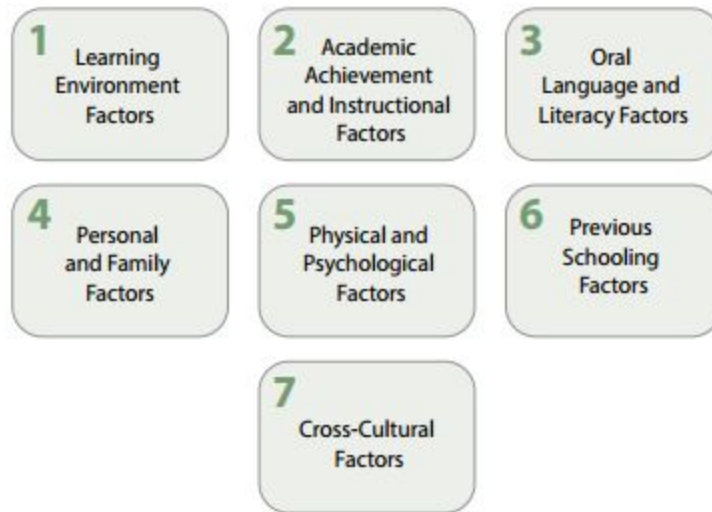 1
Learning
Environment
Factors
2
Academic
Achievement
and Instructional
Factors
3
Oral
Language and
Literacy Factors
4
Personal
and Family
Factors
5
Physical and
Psychological
Factors
6
Previous
Schooling
Factors
7
Cross-Cultural
Factors